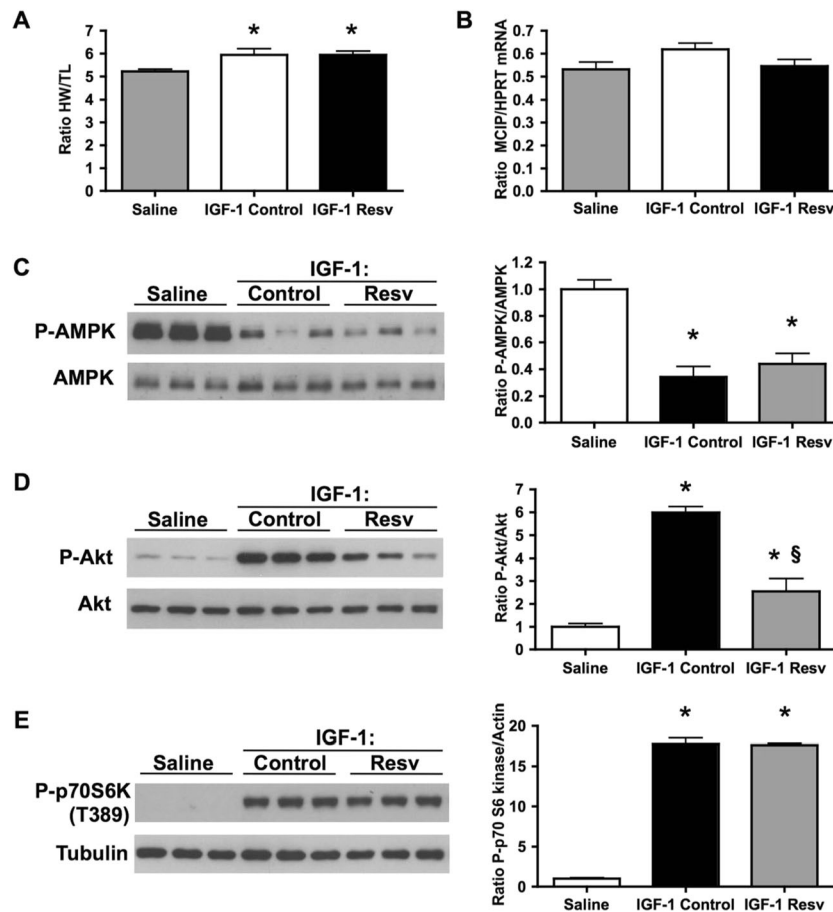 A
Ratio HW/TL
7
6
5
4
3
2
1
0
* *
Saline IGF-1 Control IGF-1 Resv
B
Ratio MCIP/HPRT mRNA
0.7
0.6
0.5
0.4
0.3
0.2
0.1
0.0
Saline IGF-1 Control IGF-1 Resv
C
IGF-1:
Saline Control Resv
P-AMPK
AMPK
Ratio P-AMPK/AMPK
1.2
1.0
0.8
0.6
0.4
0.2
0.0
* *
Saline IGF-1 Control IGF-1 Resv
D
IGF-1:
Saline Control Resv
P-Akt
Akt
Ratio P-Akt/Akt
7
6
5
4
3
2
1
0
*
* §
Saline IGF-1 Control IGF-1 Resv
E
IGF-1:
Saline Control Resv
P-p70S6K
(T389)
Tubulin
Ratio P-p70 S6 kinase/Actin
20
15
10
5
0
* *
Saline IGF-1 Control IGF-1 Resv